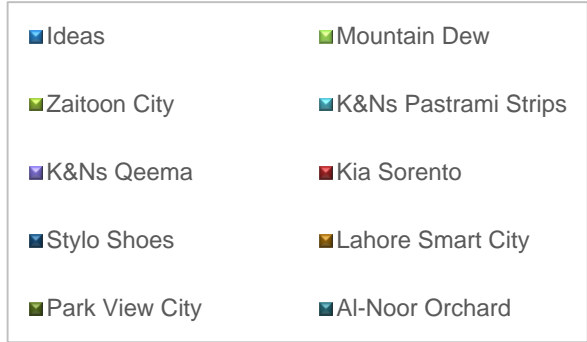 Ideas Mountain Dew
Zaitoon City K&Ns Pastrami Strips
K&Ns Qeema Kia Sorento
Stylo Shoes Lahore Smart City
Park View City Al-Noor Orchard